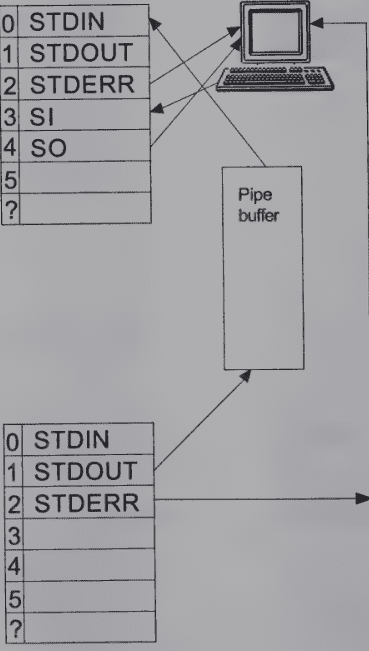 0 STDIN
1 STDOUT
2 STDERR
3 SI
4 SO
5
?
Pipe
buffer
0 STDIN
1 STDOUT
2 STDERR
3
4
5
?